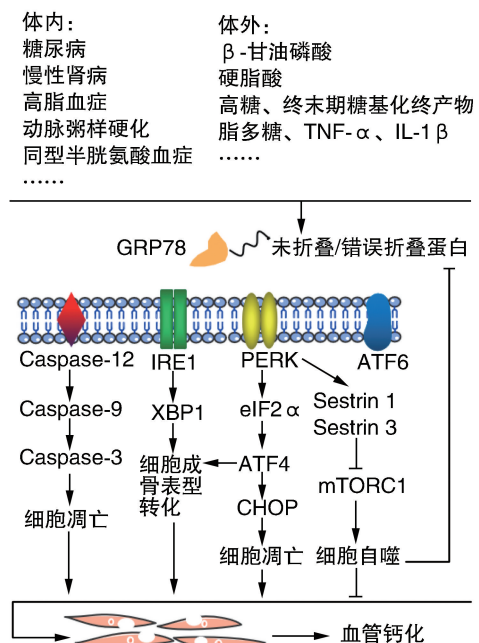 体内：
糖尿病
慢性肾病
高脂血症
动脉粥样硬化
同型半胱氨酸血症
……
体外：
β-甘油磷酸
硬脂酸
高糖、终末期糖基化终产物
脂多糖、TNF-α、IL-1β
……
GRP78
未折叠/错误折叠蛋白
Caspase-12
IRE1
PERK
ATF6
Caspase-9
XBP1
eIF2α
Sestrin 1
Sestrin 3
Caspase-3
细胞成
骨表型
转化
ATF4
mTORC1
CHOP
细胞凋亡
细胞凋亡
细胞自噬
血管钙化